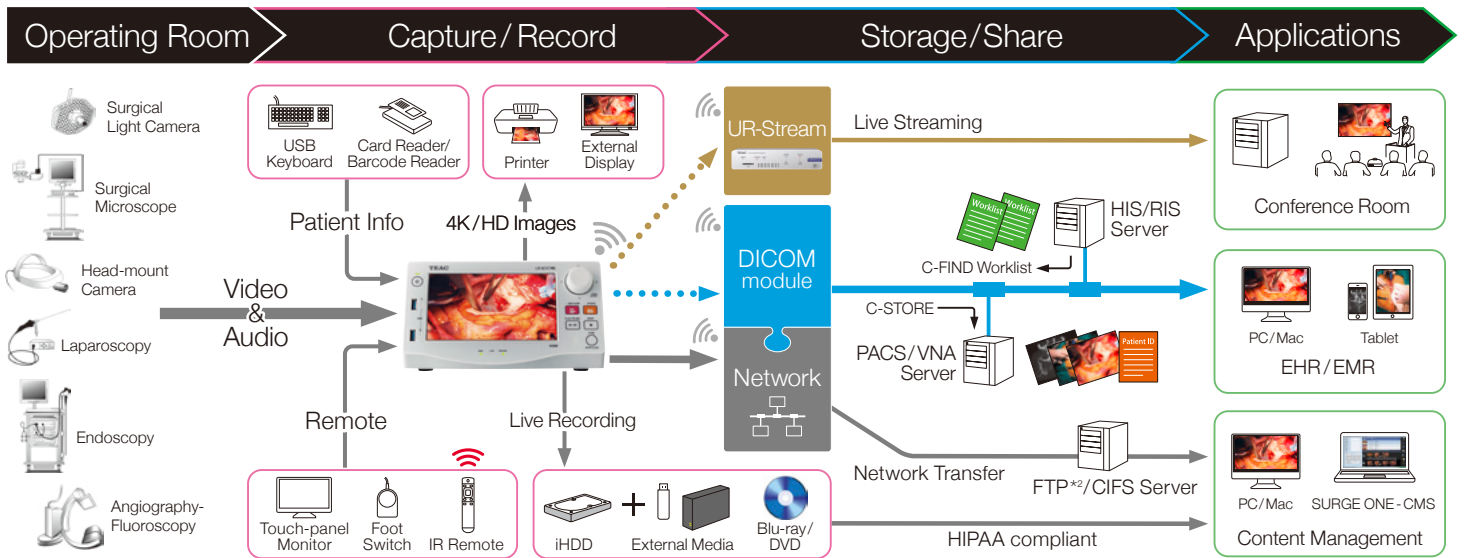 Operating Room
Capture/Record
Storage/Share
Applications
Surgical
Light Camera
Surgical
Microscope
Head-mount
Camera
Laparoscopy
Endoscopy
Angiography-
Fluoroscopy
Video
&
Audio
USB
Keyboard
Card Reader/
Barcode Reader
Patient Info
Printer
External
Display
4K/HD Images
TEAC
Remote
Touch-panel
Monitor
Foot
Switch
IR Remote
Live Recording
iHDD
External Media
Blu-ray/
DVD
UR-Stream
DICOM
module
Network
Live Streaming
Worklist
Worklist
HIS/RIS
Server
C-FIND Worklist
C-STORE
PACS/VNA
Server
Patient ID
Network Transfer
FTP*2/CIFS Server
HIPAA compliant
Conference Room
PC/Mac
Tablet
EHR/EMR
PC/Mac
SURGE ONE-CMS
Content Management